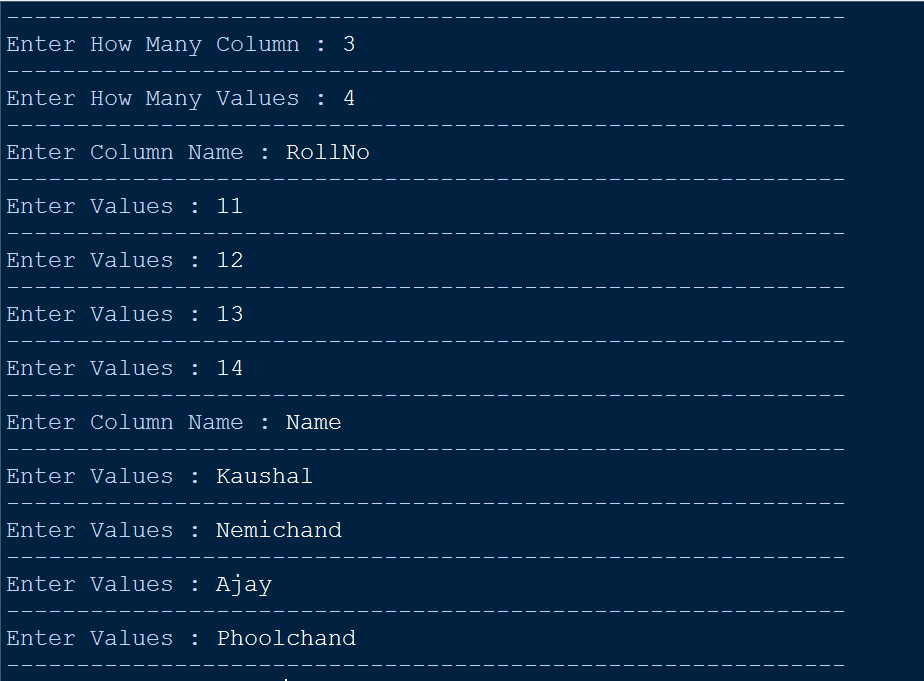 ------------------------------------------------------------
Enter How Many Column : 3
------------------------------------------------------------
Enter How Many Values : 4
------------------------------------------------------------
Enter Column Name : RollNo
------------------------------------------------------------
Enter Values : 11
------------------------------------------------------------
Enter Values : 12
------------------------------------------------------------
Enter Values : 13
------------------------------------------------------------
Enter Values : 14
------------------------------------------------------------
Enter Column Name : Name
------------------------------------------------------------
Enter Values : Kaushal
------------------------------------------------------------
Enter Values : Nemichand
------------------------------------------------------------
Enter Values : Ajay
------------------------------------------------------------
Enter Values : Phoolchand
------------------------------------------------------------